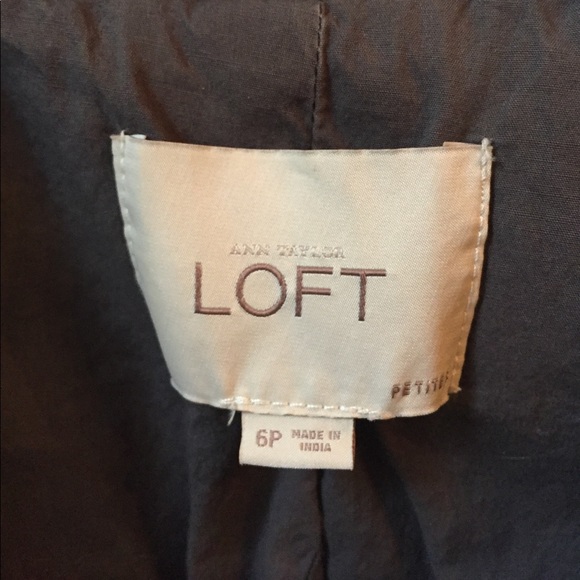 ANN TAYLOR
LOFT
PETITES
6P MADE IN
INDIA